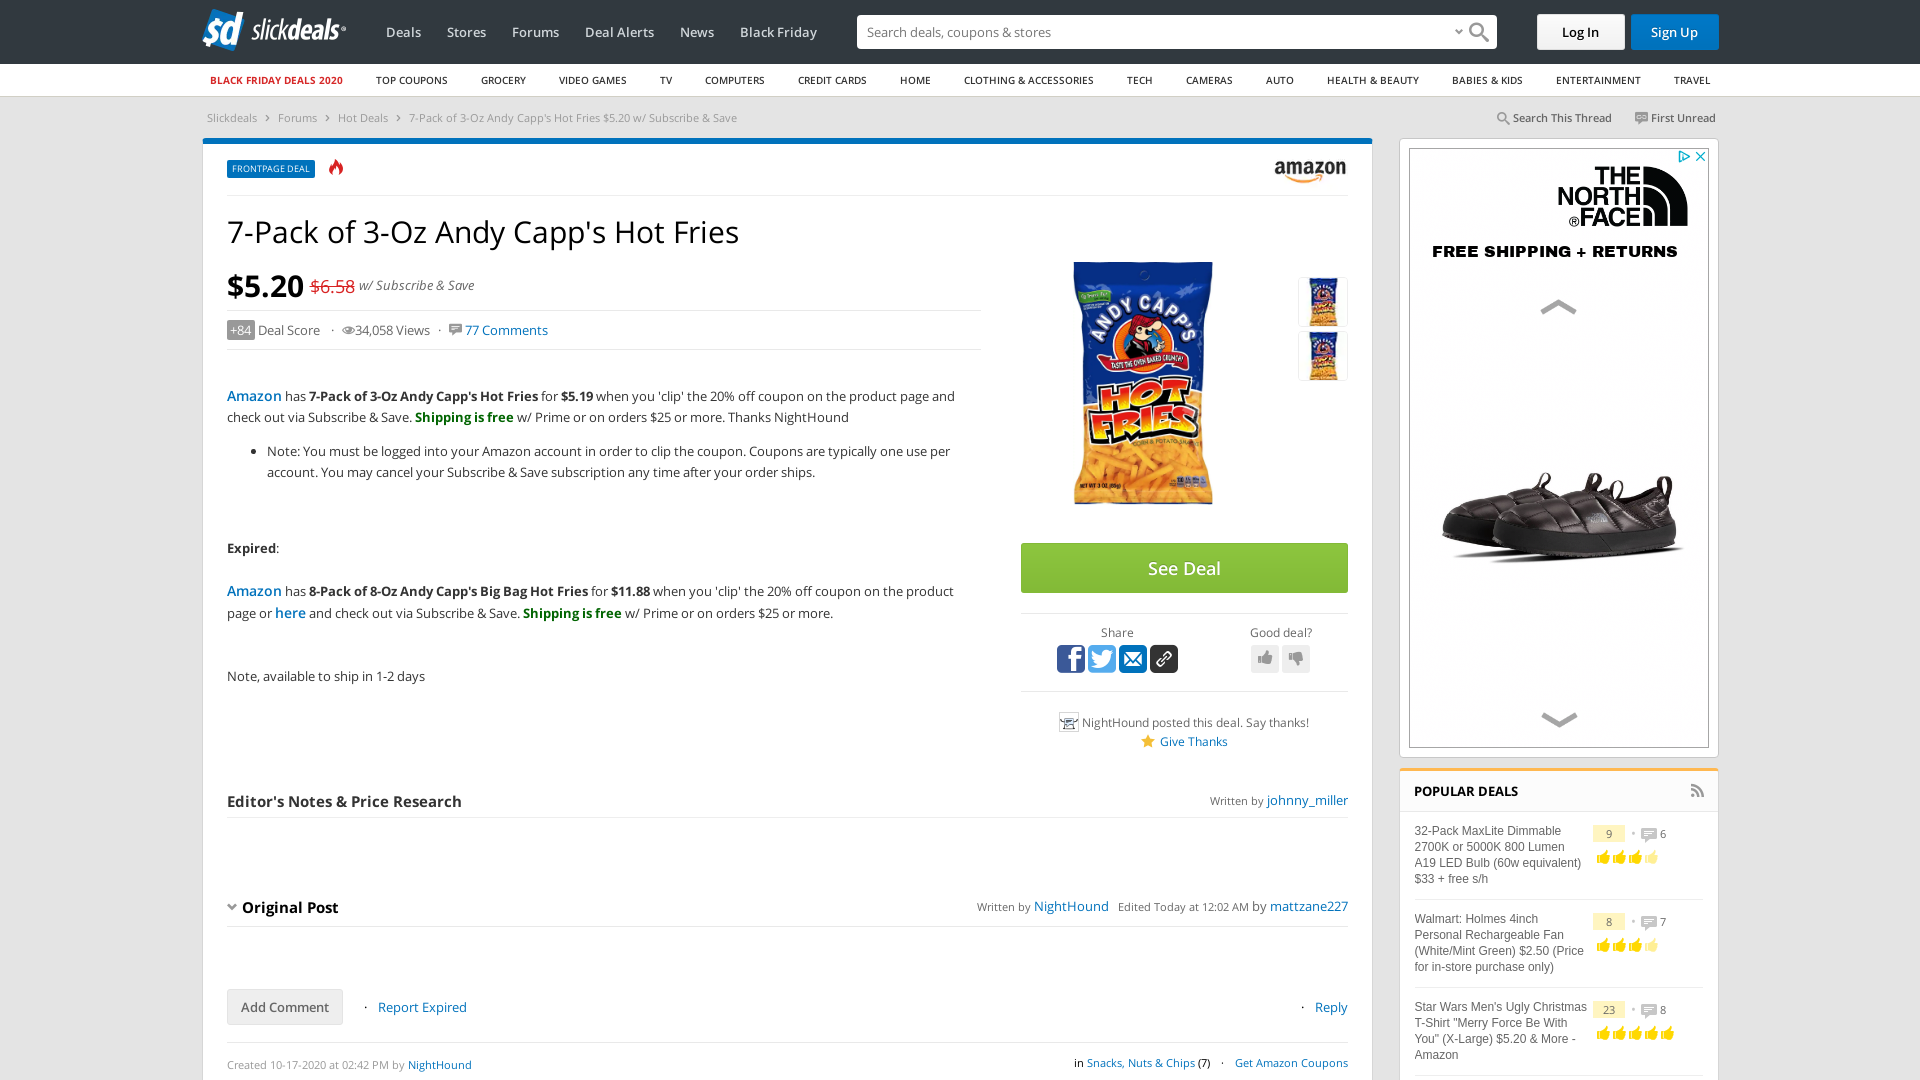 slickdeals
Deals
Stores
Forums
Deal Alerts
News
Black Friday
Search deals, coupons & shops
Log In
Sign Up
BLACK FRIDAY DEALS 2020
TOP COUPONS
GROCERY
VIDEO GAMES
TV
COMPUTERS
CREDIT CARDS
HOME
CLOTHING & ACCESSORIES
TECH
CAMERAS
AUTO
HEALTH & BEAUTY
BABIES & KIDS
ENTERTAINMENT
TRAVEL
Slickdeals › Forums › Hot Deals › 7-Pack of 3-Oz Andy Capp's Hot Fries $5.20 w/ Subscribe & Save
Search This Thread
First Unread
FRONTPAGE DEAL
amazon
7-Pack of 3-Oz Andy Capp's Hot Fries
$5.20 $6.58 w/ Subscribe & Save
+84 Deal Score · 34,058 Views · 77 Comments
Amazon has 7-Pack of 3-Oz Andy Capp's Hot Fries for $5.19 when you 'clip' the 20% off coupon on the product page and
check out via Subscribe & Save. Shipping is free w/ Prime or on orders $25 or more. Thanks NightHound
• Note: You must be logged into your Amazon account in order to clip the coupon. Coupons are typically one use per
account. You may cancel your Subscribe & Save subscription any time after your order ships.
Expired:
Amazon has 8-Pack of 8-Oz Andy Capp's Big Bag Hot Fries for $11.88 when you 'clip' the 20% off coupon on the product
page or here and check out via Subscribe & Save. Shipping is free w/ Prime or on orders $25 or more.
Note, available to ship in 1-2 days
ANDY CAPP'S
TASTE THE OVEN BAKED CRUNCH!
HOT
FRIES
CORN & POTATO SNACKS
NET WT 3 OZ (85g)
See Deal
Share
Good deal?
NightHound posted this deal. Say thanks!
Give Thanks
Editor's Notes & Price Research
Written by johnny_miller
Original Post
Written by NightHound Edited Today at 12:02 AM by mattzane227
Add Comment
· Report Expired
· Reply
Created 10-17-2020 at 02:42 PM by NightHound
in Snacks, Nuts & Chips (7) · Get Amazon Coupons
THE
NORTH
®FACE
FREE SHIPPING + RETURNS
POPULAR DEALS
32-Pack MaxLite Dimmable
2700K or 5000K 800 Lumen
A19 LED Bulb (60w equivalent)
$33 + free s/h
9 • 6
Walmart: Holmes 4inch
Personal Rechargeable Fan
(White/Mint Green) $2.50 (Price
for in-store purchase only)
8 • 7
Star Wars Men's Ugly Christmas
T-Shirt "Merry Force Be With
You" (X-Large) $5.20 & More -
Amazon
23 • 8